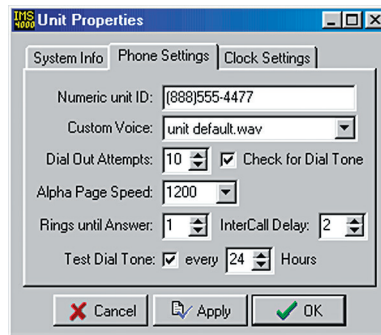 IMS 4000 Unit Properties
System Info Phone Settings Clock Settings
Numeric unit ID: (888)555-4477
Custom Voice: unit default.wav
Dial Out Attempts: 10 Check for Dial Tone
Alpha Page Speed: 1200
Rings until Answer: 1 InterCall Delay: 2
Test Dial Tone: every 24 Hours
Cancel Apply OK